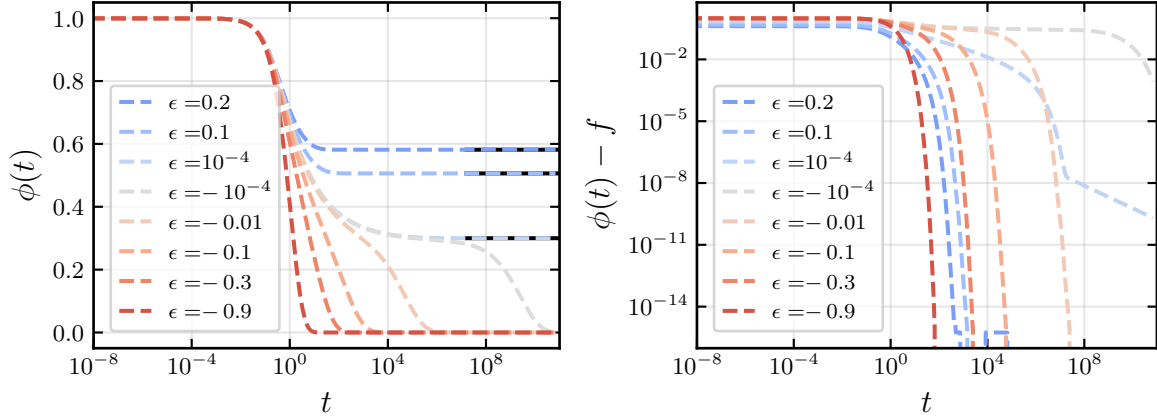 1.0
0.8
0.6
0.4
0.2
0.0
ϕ(t)
ϵ =0.2
ϵ =0.1
ϵ =10⁻⁴
ϵ =− 10⁻⁴
ϵ =− 0.01
ϵ =− 0.1
ϵ =− 0.3
ϵ =− 0.9
10⁻⁸ 10⁻⁴ 10⁰ 10⁴ 10⁸
t
10⁻²
10⁻⁵
10⁻⁸
10⁻¹¹
10⁻¹⁴
ϕ(t) − f
ϵ =0.2
ϵ =0.1
ϵ =10⁻⁴
ϵ =− 10⁻⁴
ϵ =− 0.01
ϵ =− 0.1
ϵ =− 0.3
ϵ =− 0.9
10⁻⁸ 10⁻⁴ 10⁰ 10⁴ 10⁸
t